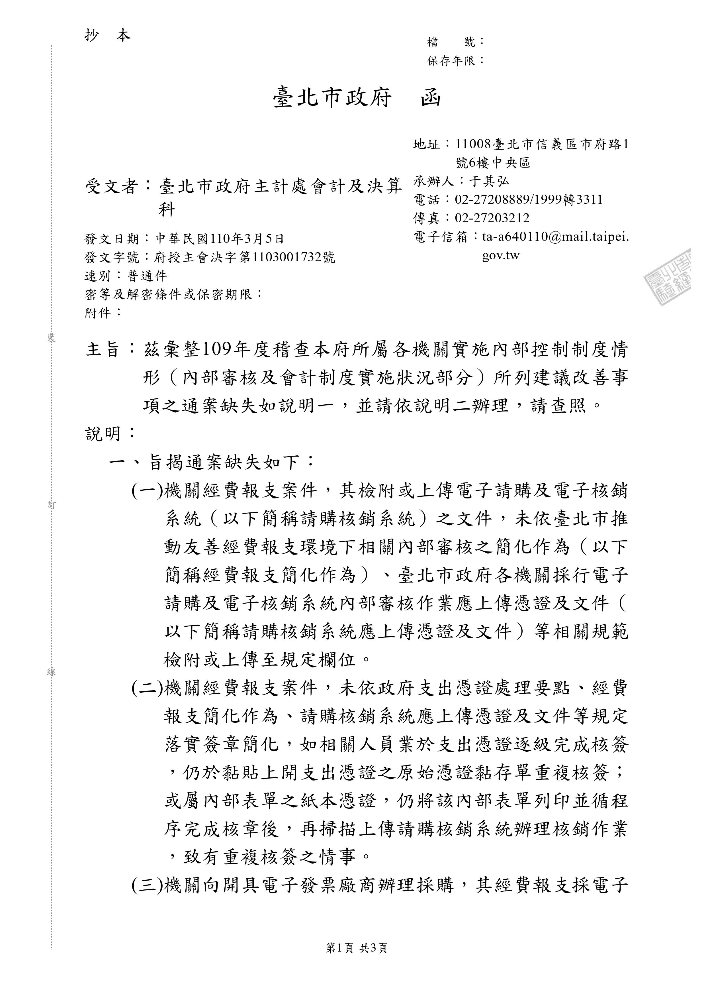 抄　本
檔　　號：
保存年限：
臺北市政府　函
地址：11008臺北市信義區市府路1
號6樓中央區
承辦人：于其弘
電話：02-27208889/1999轉3311
傳真：02-27203212
電子信箱：ta-a640110@mail.taipei.
gov.tw
受文者：臺北市政府主計處會計及決算
科
發文日期：中華民國110年3月5日
發文字號：府授主會決字第1103001732號
速別：普通件
密等及解密條件或保密期限：
附件：
主旨：茲彙整109年度稽查本府所屬各機關實施內部控制制度情
形（內部審核及會計制度實施狀況部分）所列建議改善事
項之通案缺失如說明一，並請依說明二辦理，請查照。
說明：
一、旨揭通案缺失如下：
(一)機關經費報支案件，其檢附或上傳電子請購及電子核銷
系統（以下簡稱請購核銷系統）之文件，未依臺北市推
動友善經費報支環境下相關內部審核之簡化作為（以下
簡稱經費報支簡化作為）、臺北市政府各機關採行電子
請購及電子核銷系統內部審核作業應上傳憑證及文件（
以下簡稱請購核銷系統應上傳憑證及文件）等相關規範
檢附或上傳至規定欄位。
(二)機關經費報支案件，未依政府支出憑證處理要點、經費
報支簡化作為、請購核銷系統應上傳憑證及文件等規定
落實簽章簡化，如相關人員業於支出憑證逐級完成核簽
，仍於黏貼上開支出憑證之原始憑證黏存單重複核簽；
或屬內部表單之紙本憑證，仍將該內部表單列印並循程
序完成核章後，再掃描上傳請購核銷系統辦理核銷作業
，致有重複核簽之情事。
(三)機關向開具電子發票廠商辦理採購，其經費報支採電子
裝
訂
線
第1頁 共3頁